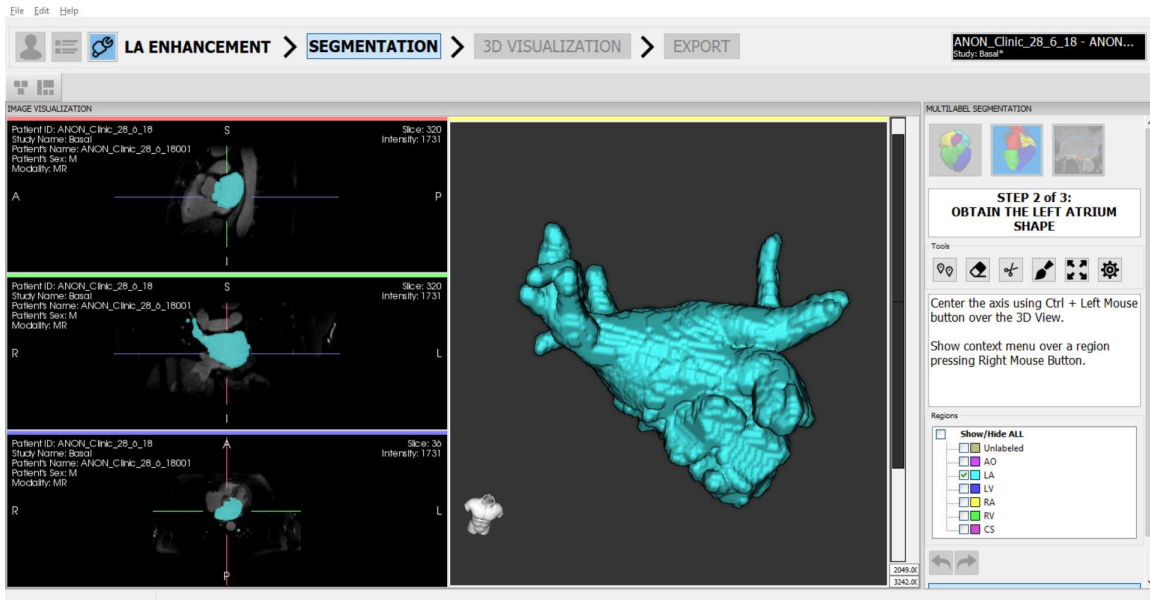 File Edit Help
LA ENHANCEMENT
SEGMENTATION
3D VISUALIZATION
EXPORT
ANON_Clinic_28_6_18 - ANON...
Study: Basal*
IMAGE VISUALIZATION
Patient ID: ANON_Clinic_28_6_18
Study Name: Basal
Patient's Name: ANON_Clinic_28_6_18001
Patient's Sex: M
Modality: MR
S
Slice: 320
Intensity: 1731
A
P
I
Patient ID: ANON_Clinic_28_6_18
Study Name: Basal
Patient's Name: ANON_Clinic_28_6_18001
Patient's Sex: M
Modality: MR
S
Slice: 320
Intensity: 1731
R
L
I
Patient ID: ANON_Clinic_28_6_18
Study Name: Basal
Patient's Name: ANON_Clinic_28_6_18001
Patient's Sex: M
Modality: MR
A
Slice: 36
Intensity: 1731
R
L
P
2049.0(
3242.0(
MULTILABEL SEGMENTATION
STEP 2 of 3:
OBTAIN THE LEFT ATRIUM
SHAPE
Tools
Center the axis using Ctrl + Left Mouse
button over the 3D View.
Show context menu over a region
pressing Right Mouse Button.
Regions
Show/Hide ALL
Unlabeled
AO
LA
LV
RA
RV
CS